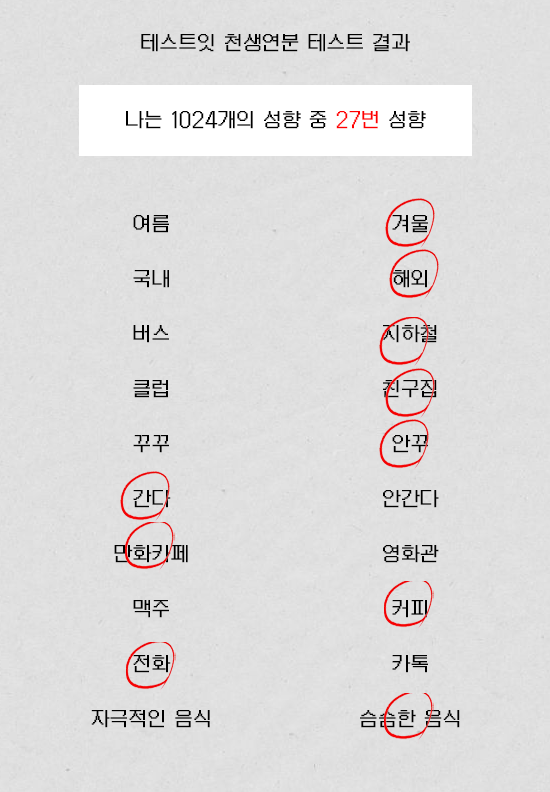 테스트잇 천생연분 테스트 결과
나는 1024개의 성향 중 27번 성향
여름 겨울
국내 해외
버스 지하철
클럽 친구집
꾸꾸 안꾸
간다 안간다
만화카페 영화관
맥주 커피
전화 카톡
자극적인 음식 슴슴한 음식